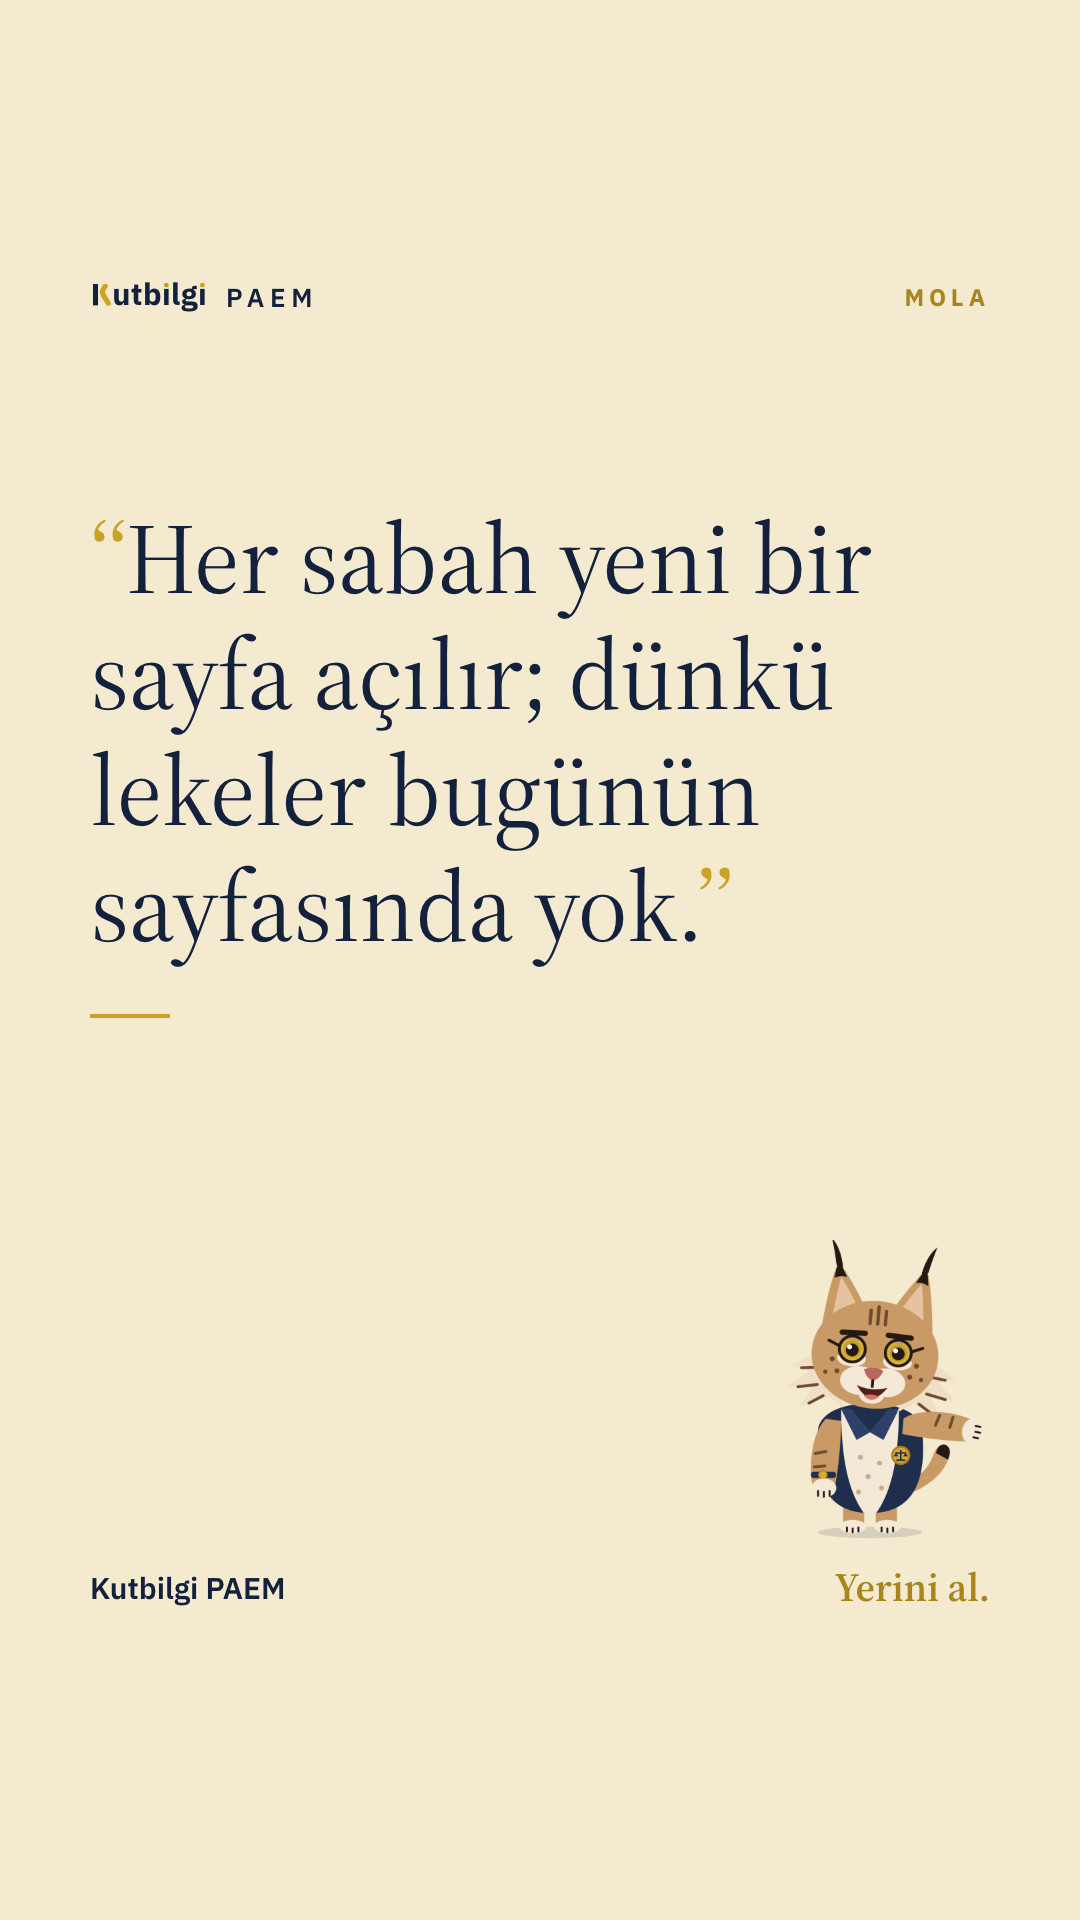 Kutbilgi PAEM
MOLA
“Her sabah yeni bir
sayfa açılır; dünkü
lekeler bugünün
sayfasında yok.”
Kutbilgi PAEM
Yerini al.